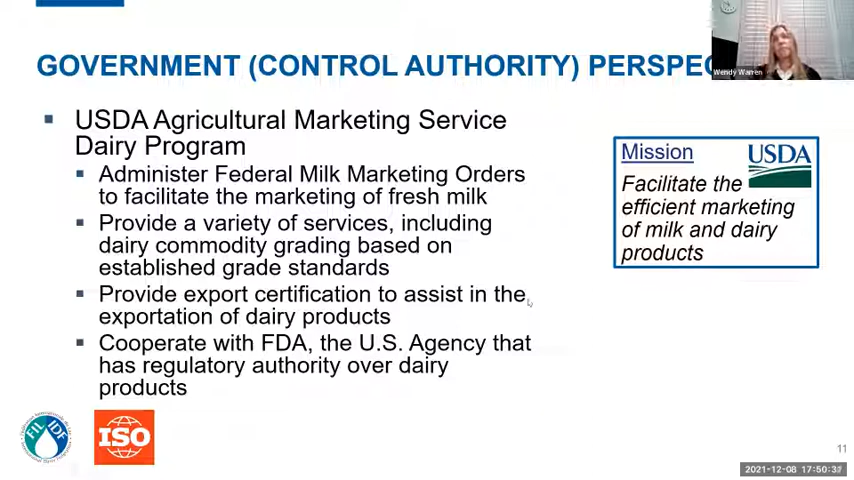 GOVERNMENT (CONTROL AUTHORITY) PERSPEC
Wendy Warren
USDA Agricultural Marketing Service
Dairy Program
Administer Federal Milk Marketing Orders
to facilitate the marketing of fresh milk
Provide a variety of services, including
dairy commodity grading based on
established grade standards
Provide export certification to assist in the
exportation of dairy products
Cooperate with FDA, the U.S. Agency that
has regulatory authority over dairy
products
Mission
USDA
Facilitate the
efficient marketing
of milk and dairy
products
FIL
IDF
ISO
11
2021-12-08 17:50:3